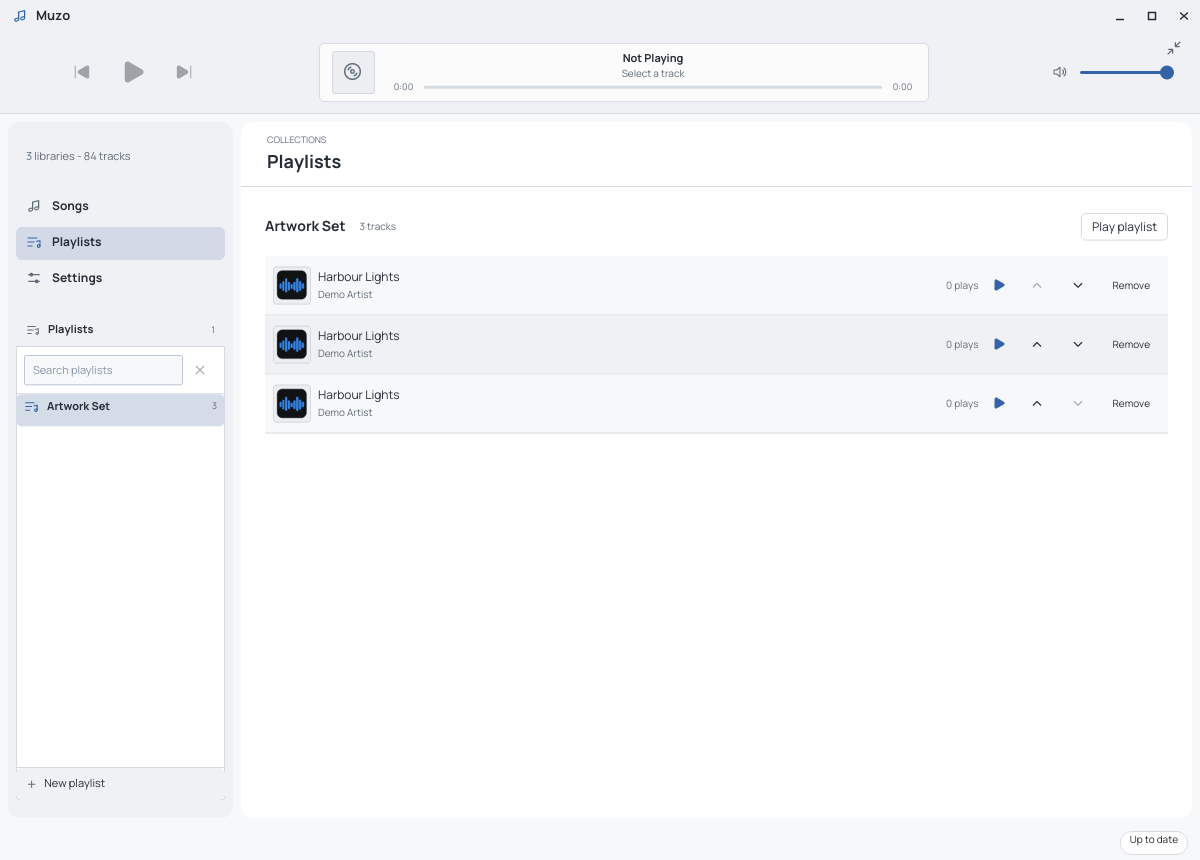 Muzo
Not Playing
Select a track
0:00 0:00
3 libraries - 84 tracks
Songs
Playlists
Settings
Playlists 1
Search playlists
Artwork Set 3
New playlist
COLLECTIONS
Playlists
Artwork Set 3 tracks Play playlist
Harbour Lights
Demo Artist
0 plays Remove
Harbour Lights
Demo Artist
0 plays Remove
Harbour Lights
Demo Artist
0 plays Remove
Up to date